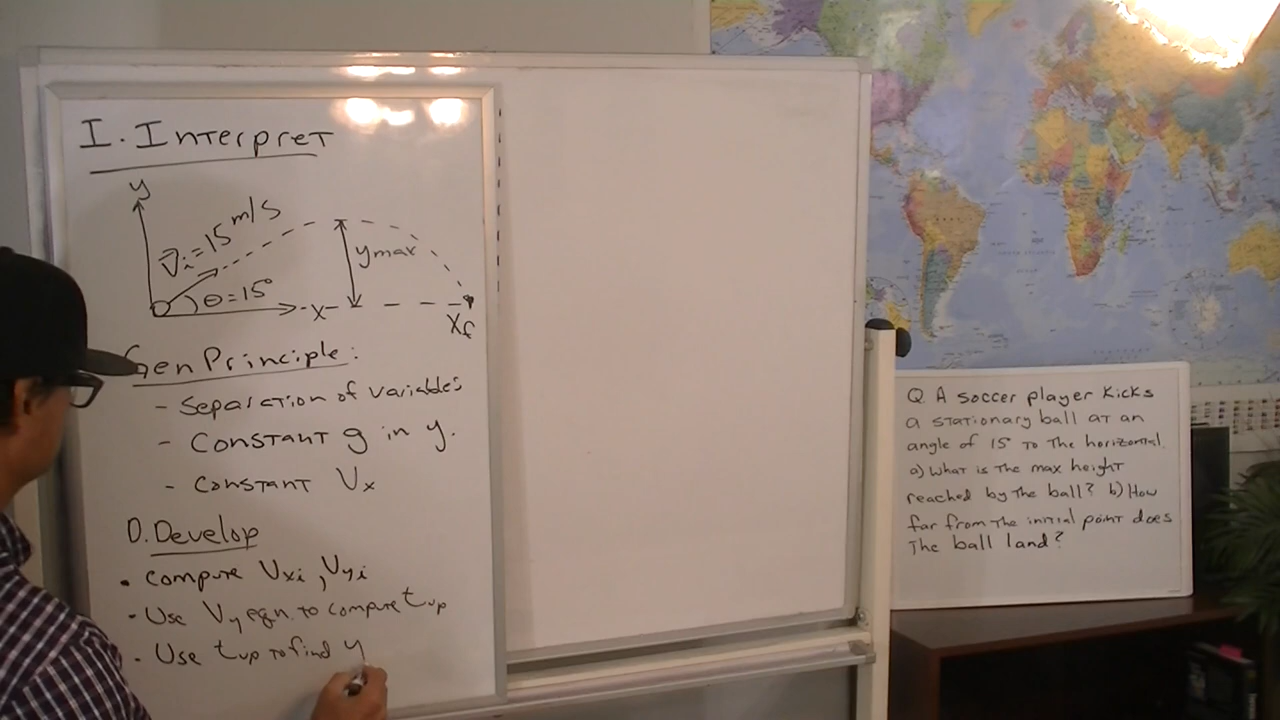 I. Interpret
y
v⃗i = 15 m/s
θ = 15°
x
ymax
xf
Gen Principle:
- Separation of variables
- Constant g in y.
- Constant Vx
D. Develop
• compute Vxi, Vyi
- Use Vy eqn. to compute tup
- Use tup to find y
Q. A soccer player kicks
a stationary ball at an
angle of 15° to the horizontal.
a) What is the max height
reached by the ball? b) How
far from the initial point does
the ball land?